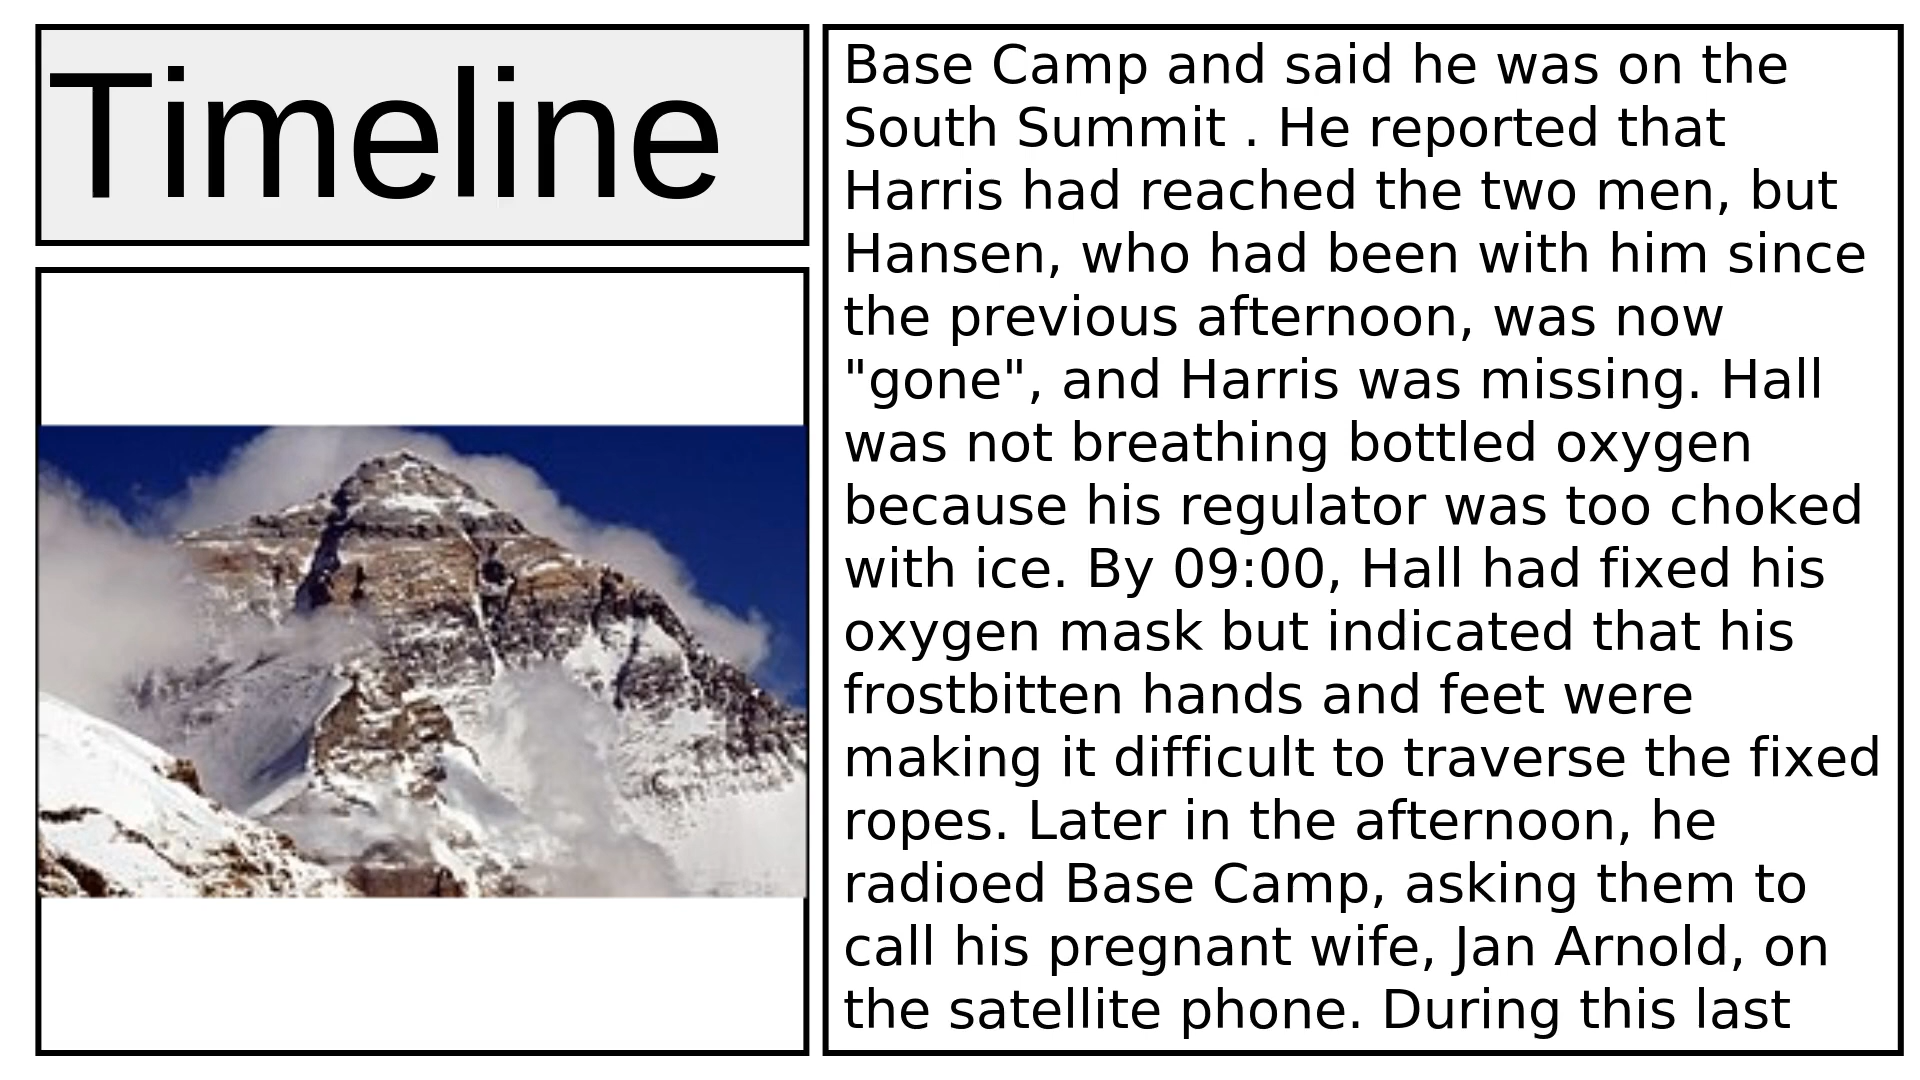 Timeline
Base Camp and said he was on the
South Summit . He reported that
Harris had reached the two men, but
Hansen, who had been with him since
the previous afternoon, was now
"gone", and Harris was missing. Hall
was not breathing bottled oxygen
because his regulator was too choked
with ice. By 09:00, Hall had fixed his
oxygen mask but indicated that his
frostbitten hands and feet were
making it difficult to traverse the fixed
ropes. Later in the afternoon, he
radioed Base Camp, asking them to
call his pregnant wife, Jan Arnold, on
the satellite phone. During this last